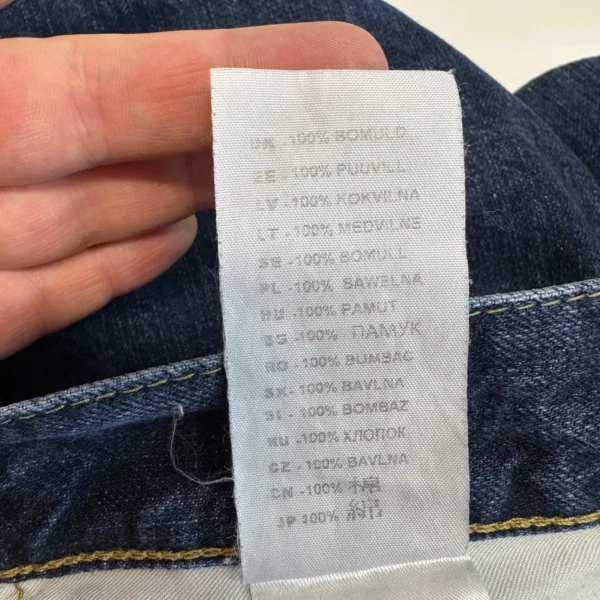 DK -100% BOMULD
EE -100% PUUVILL
LV -100% KOKVILNA
LT -100% MEDVILNE
SE -100% BOMULL
PL -100% BAWELNA
HU -100% PAMUT
BG -100% ПАМУК
RO -100% BUMBAC
SK -100% BAVLNA
SI -100% BOMBAZ
RU -100% ХЛОПОК
CZ -100% BAVLNA
CN -100% 棉
JP 100% 綿